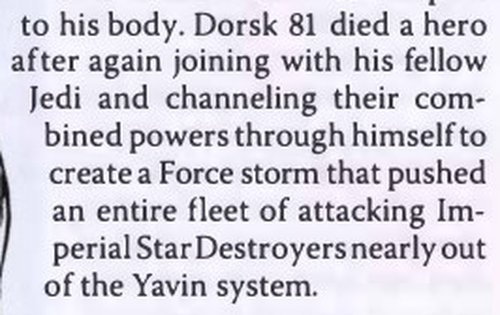 to his body. Dorsk 81 died a hero
after again joining with his fellow
Jedi and channeling their com-
bined powers through himself to
create a Force storm that pushed
an entire fleet of attacking Im-
perial Star Destroyers nearly out
of the Yavin system.